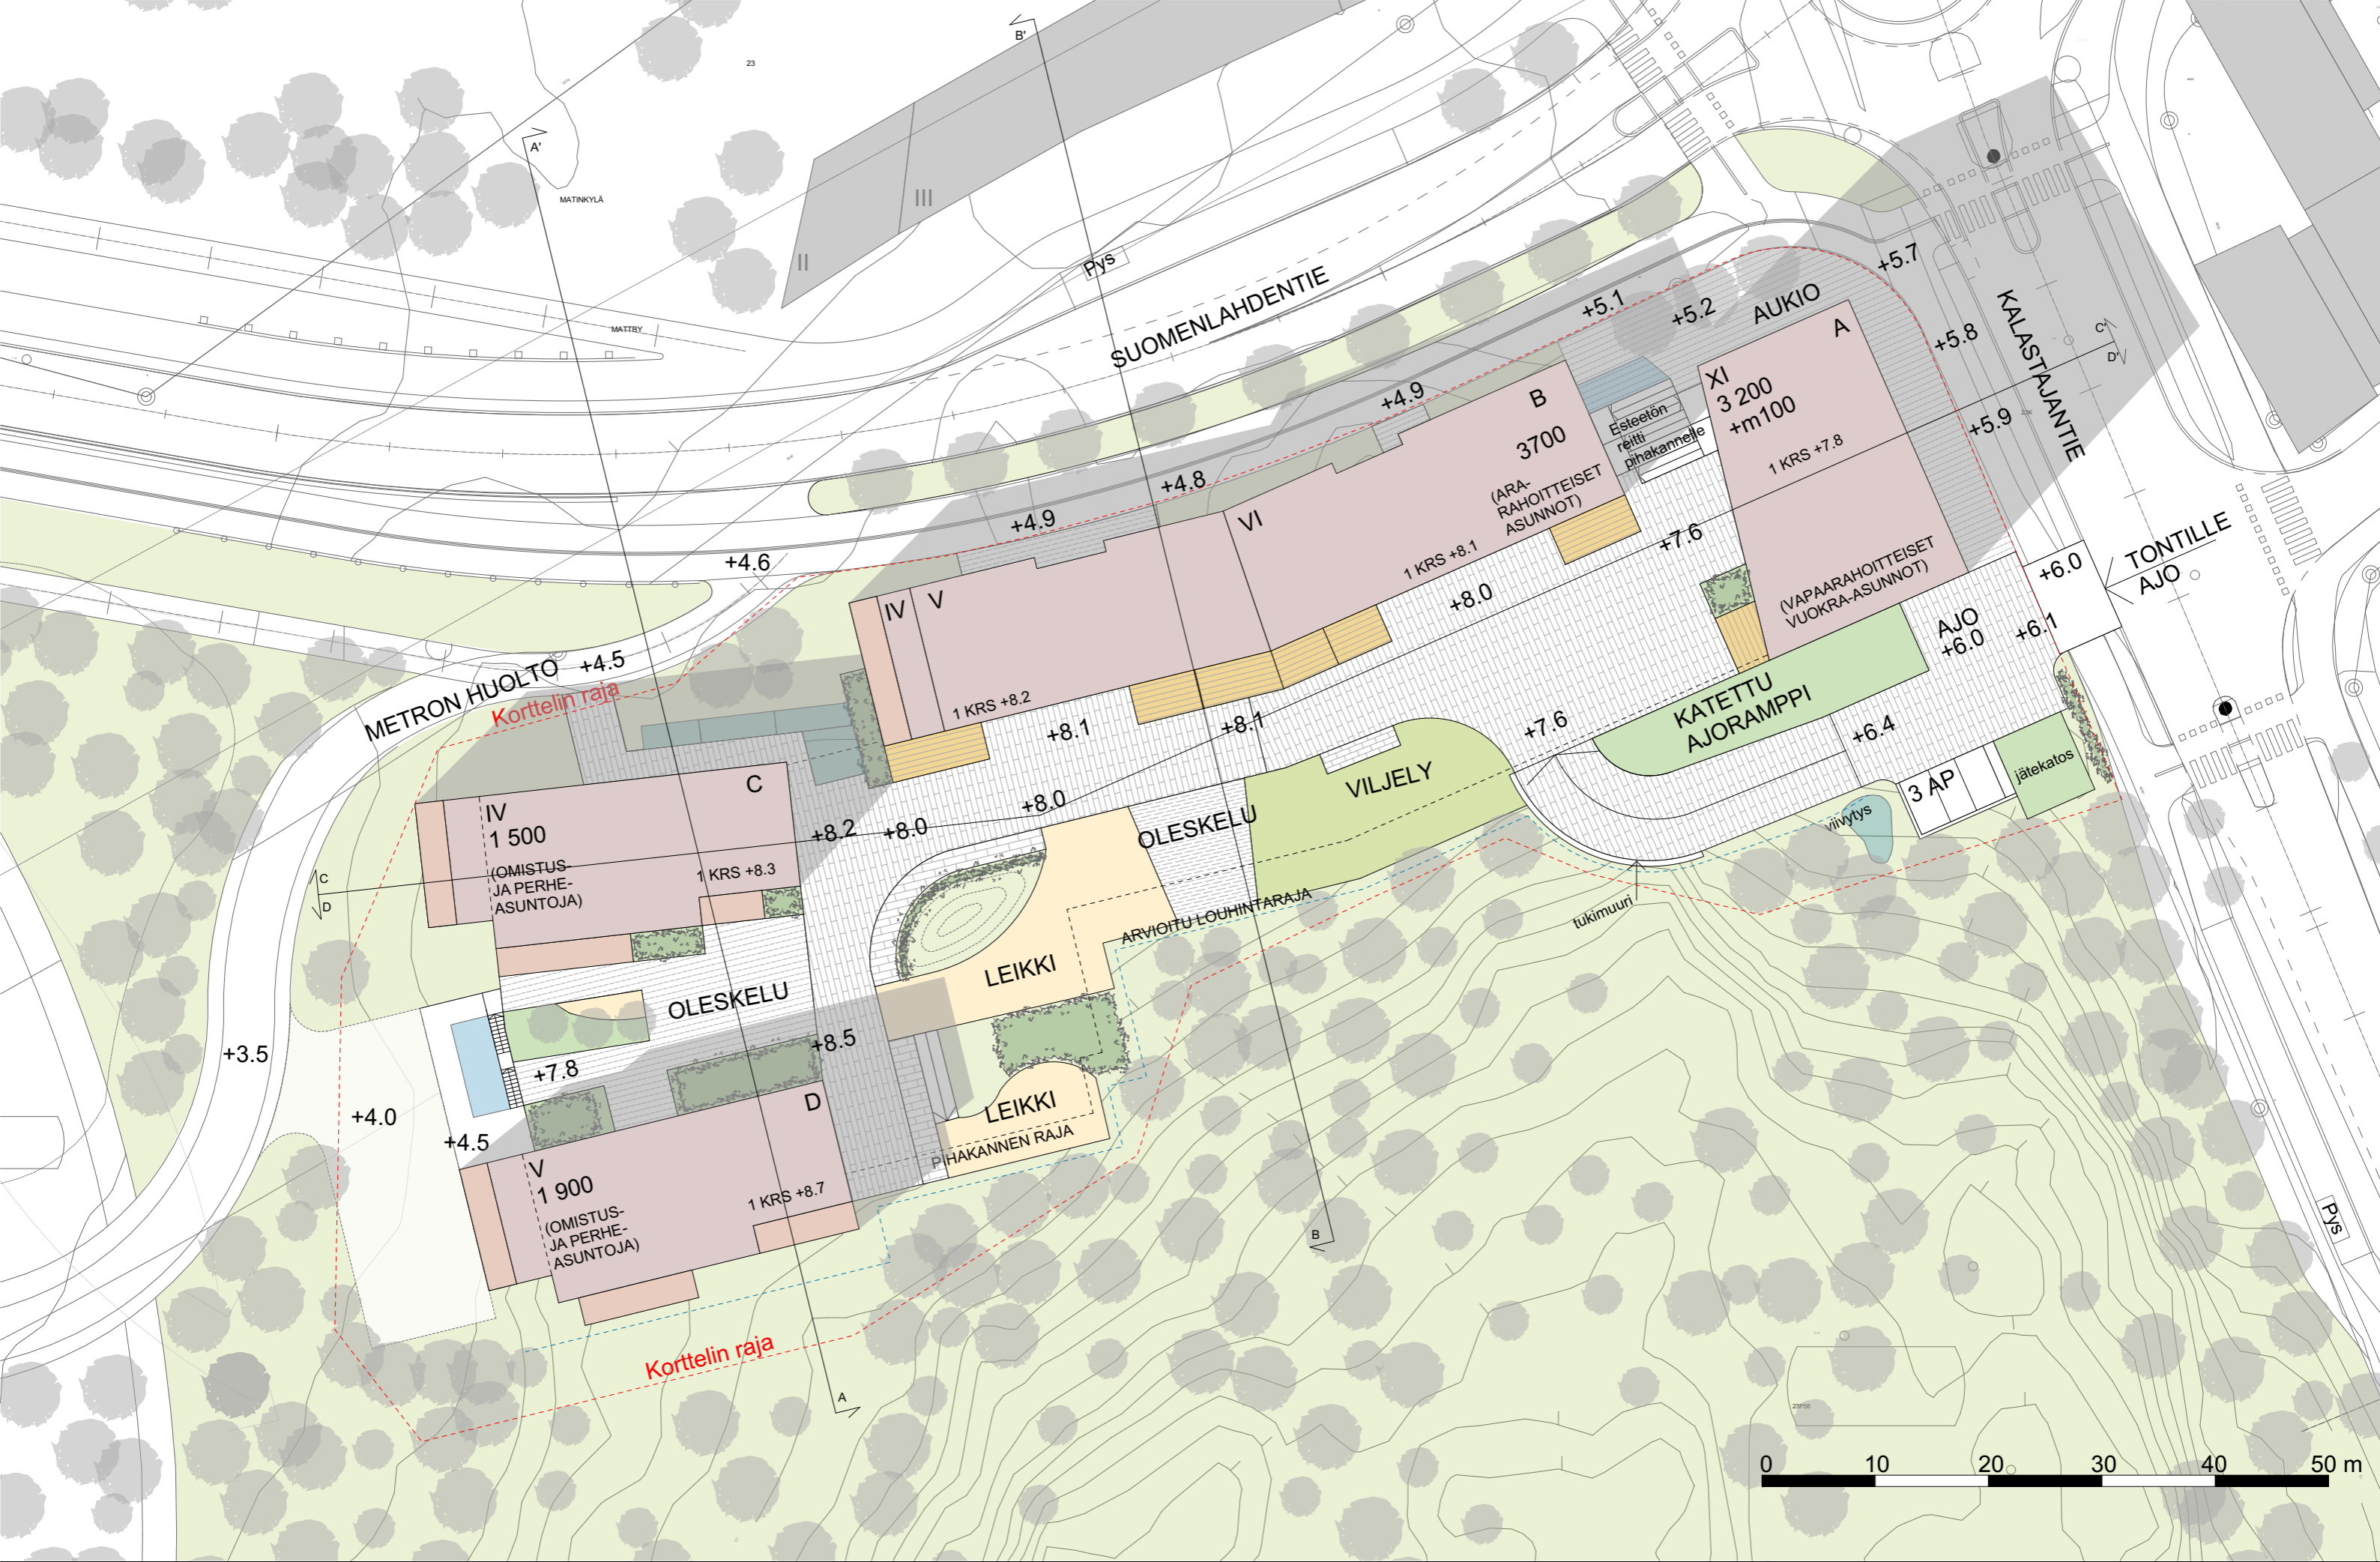 B'
23
A'
MATINKYLÄ
III
II
Pys
MATTBY
SUOMENLAHDENTIE
+5.7
+5.1
+5.2
AUKIO
A
KALASTAJANTIE
+5.8
C'
D'
+4.9
B
3700
XI
3 200
+m100
1 KRS +7.8
+5.9
23K
Esteetön
reitti
pihakannelle
(ARA-
RAHOITTEISET
ASUNNOT)
+4.8
VI
+4.9
+4.6
1 KRS +8.1
+7.6
TONTILLE
AJO
+6.0
(VAPAARAHOITTEISET
VUOKRA-ASUNNOT)
AJO
+6.0
+6.1
IV
V
+8.0
METRON HUOLTO
+4.5
Korttelin raja
1 KRS +8.2
+8.1
+8.1
+7.6
KATETTU
AJORAMPPI
+6.4
jätekatos
3 AP
viivytys
VILJELY
C
IV
1 500
(OMISTUS-
JA PERHE-
ASUNTOJA)
1 KRS +8.3
+8.2
+8.0
+8.0
OLESKELU
C
D
ARVIOITU LOUHINTARAJA
tukimuuri
LEIKKI
OLESKELU
+8.5
+3.5
+7.8
+4.0
+4.5
D
LEIKKI
PIHAKANNEN RAJA
V
1 900
(OMISTUS-
JA PERHE-
ASUNTOJA)
1 KRS +8.7
B
Pys
Korttelin raja
A
23P56
0 10 20 30 40 50 m